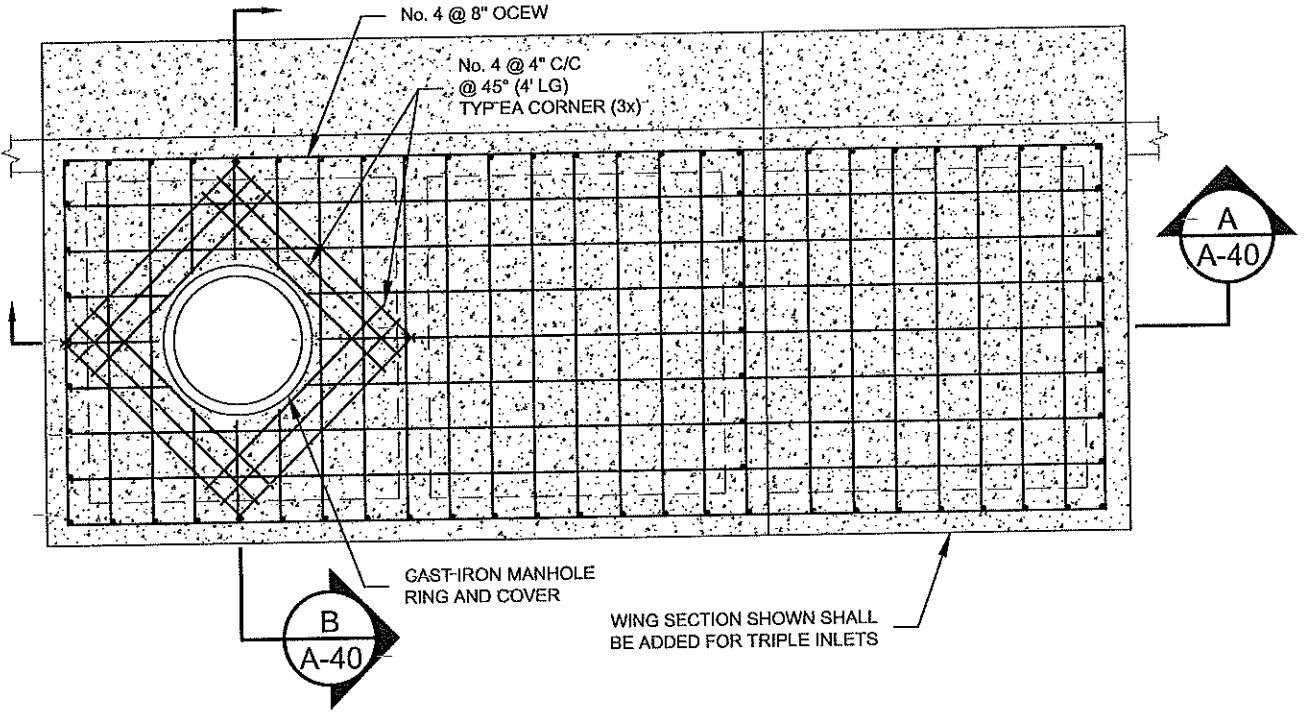 No. 4 @ 8" OCEW
No. 4 @ 4" C/C
@ 45° (4' LG)
TYP EA CORNER (3x)
A
A-40
GAST-IRON MANHOLE
RING AND COVER
B
A-40
WING SECTION SHOWN SHALL
BE ADDED FOR TRIPLE INLETS